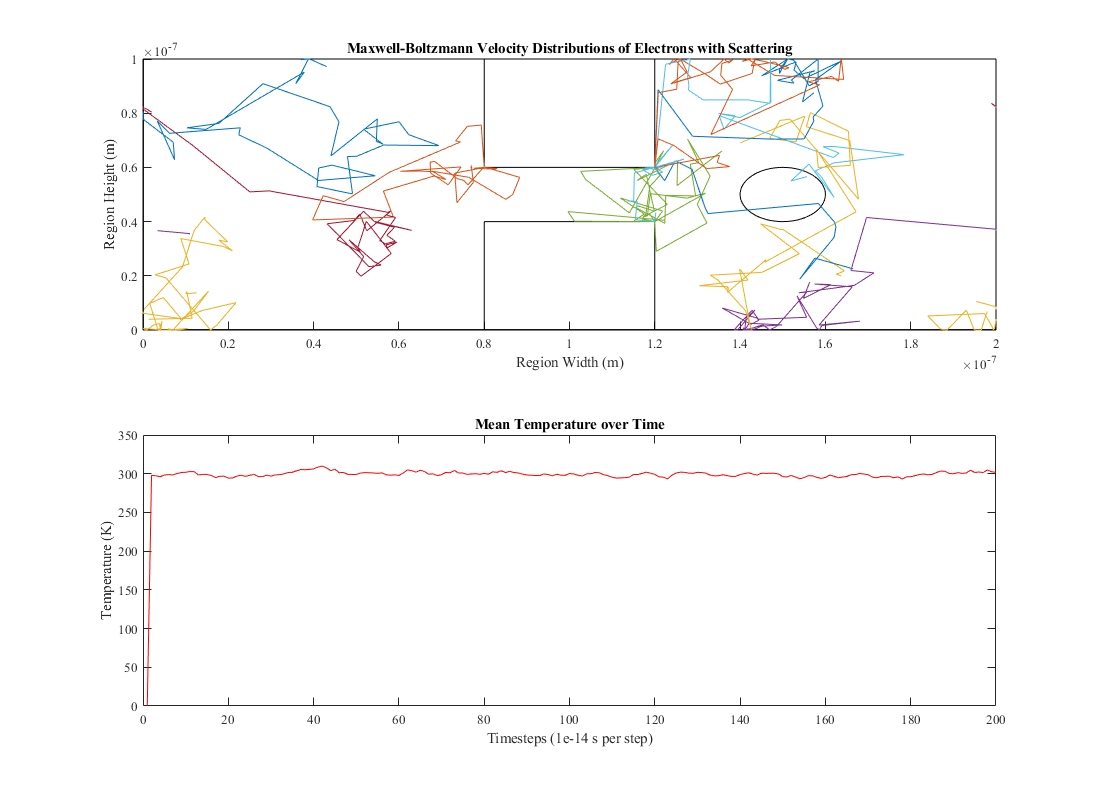 Maxwell-Boltzmann Velocity Distributions of Electrons with Scattering
×10^-7
1
0.8
0.6
0.4
0.2
0
Region Height (m)
0 0.2 0.4 0.6 0.8 1 1.2 1.4 1.6 1.8 2
Region Width (m)
×10^-7
Mean Temperature over Time
350
300
250
200
150
100
50
0
Temperature (K)
0 20 40 60 80 100 120 140 160 180 200
Timesteps (1e-14 s per step)